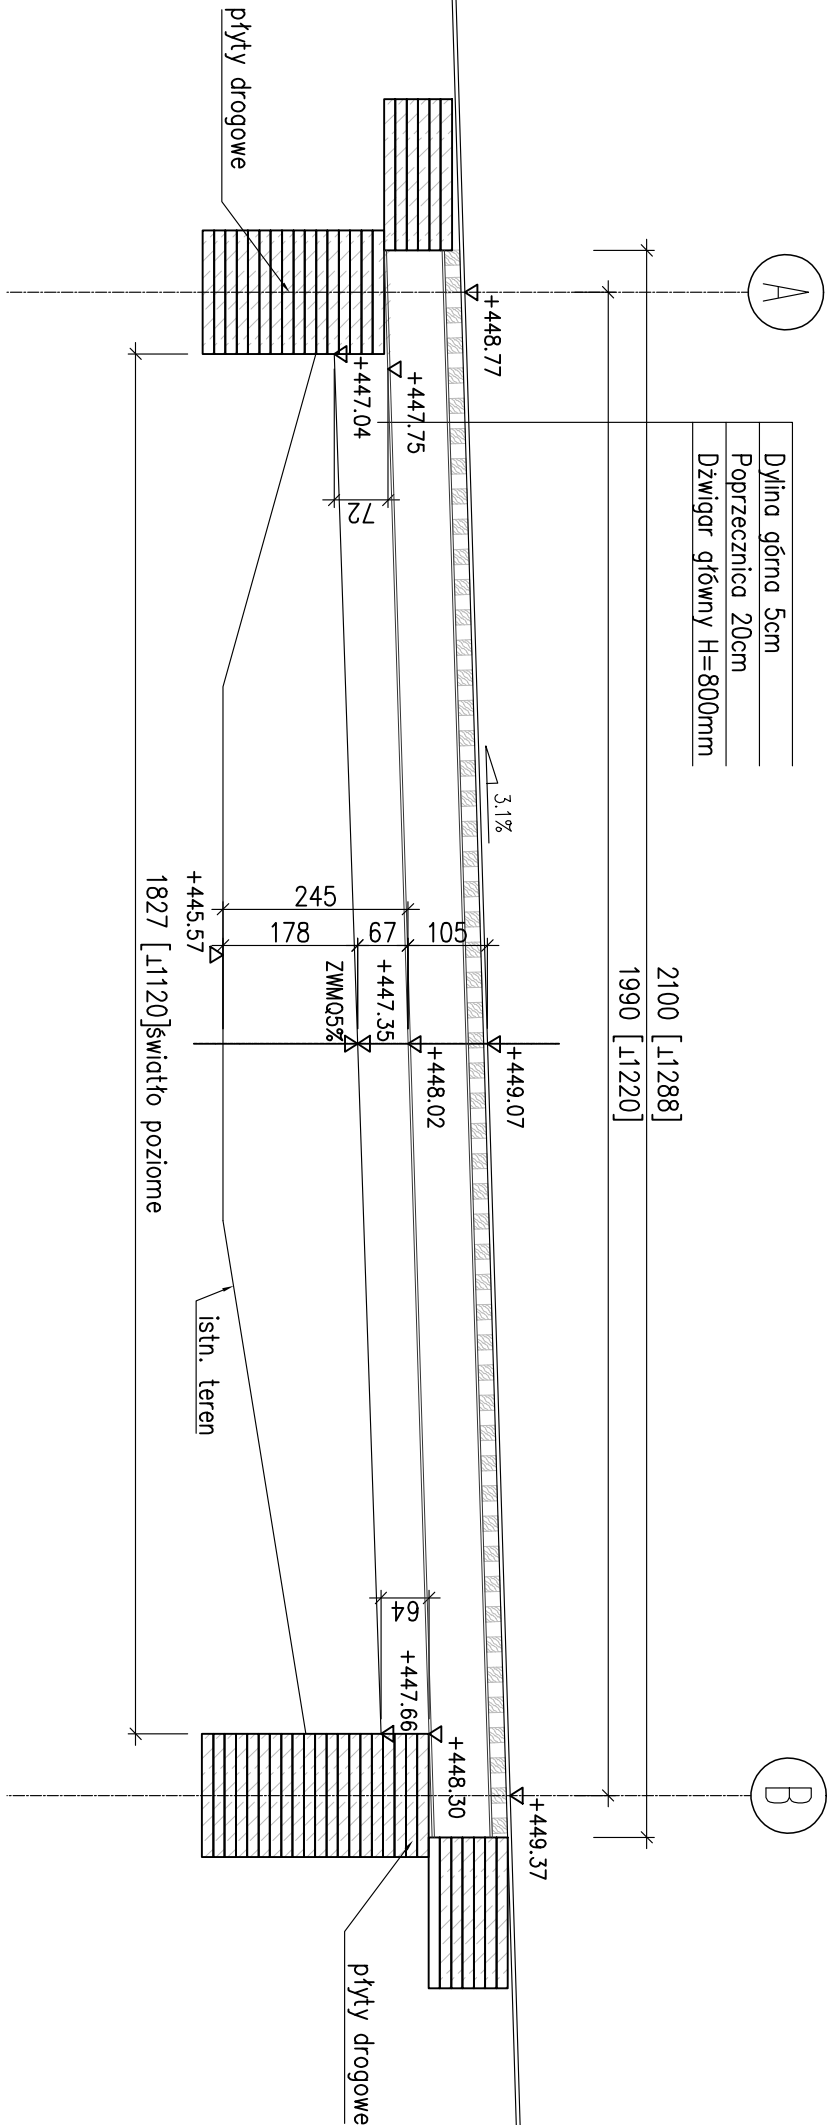 A
B
Dylina górna 5cm
Poprzecznica 20cm
Dźwigar główny H=800mm
2100 [⊥1288]
1990 [⊥1220]
+448.77
3.1%
+449.07
+449.37
+447.75
+447.04
72
245
178
67
105
+448.02
+447.35
ZWMQ5%
+445.57
64
+447.66
+448.30
1827 [⊥1120]światło poziome
płyty drogowe
istn. teren
płyty drogowe